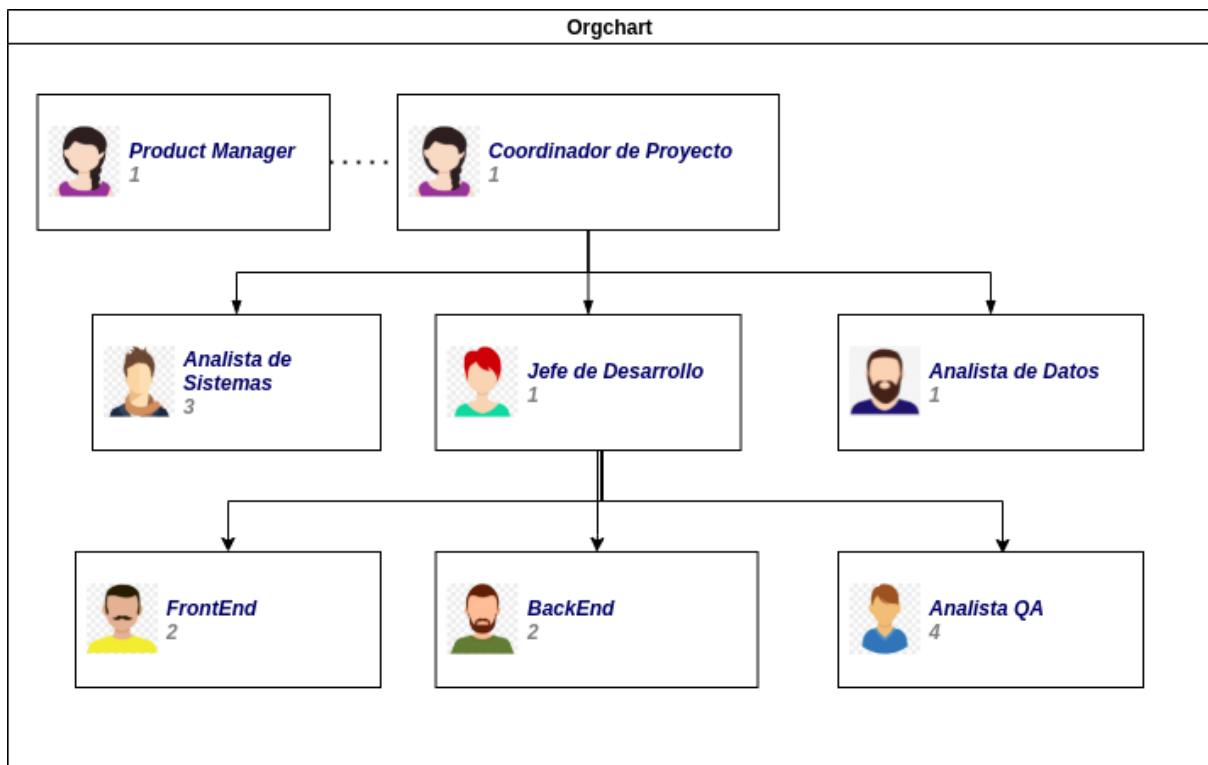 Orgchart
Product Manager
1
Coordinador de Proyecto
1
Analista de
Sistemas
3
Jefe de Desarrollo
1
Analista de Datos
1
FrontEnd
2
BackEnd
2
Analista QA
4